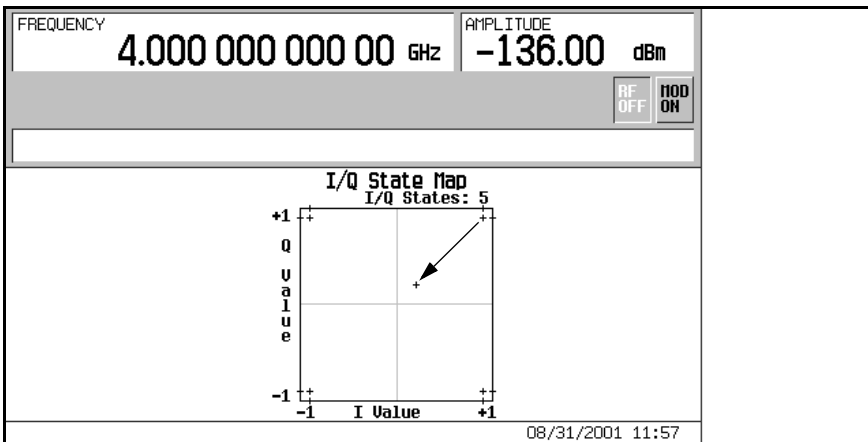 FREQUENCY
4.000 000 000 00 GHz
AMPLITUDE
-136.00 dBm
RF OFF
MOD ON
I/Q State Map
I/Q States: 5
+1
Q Value
-1
-1 I Value +1
08/31/2001 11:57